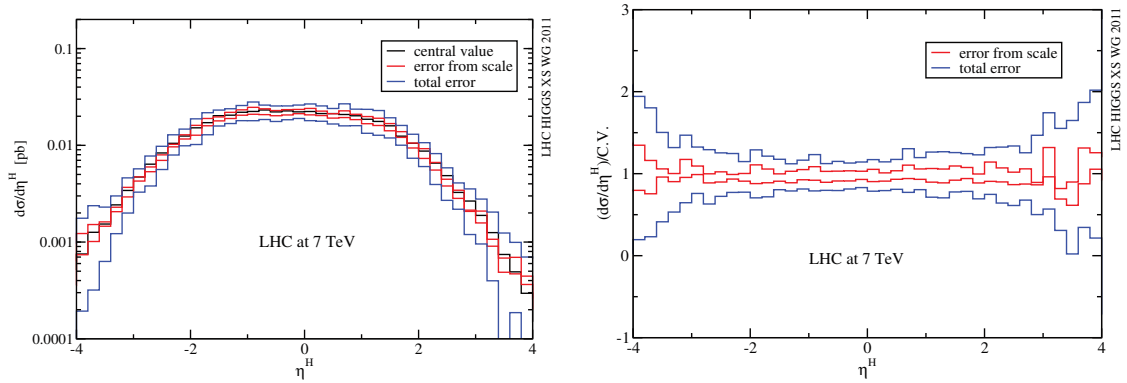 0.1
0.01
0.001
0.0001
dσ/dη^H [pb]
central value
error from scale
total error
LHC at 7 TeV
-4 -2 0 2 4
η^H
LHC HIGGS XS WG 2011
3
2
1
0
-1
(dσ/dη^H)/C.V.
error from scale
total error
LHC at 7 TeV
-4 -2 0 2 4
η^H
LHC HIGGS XS WG 2011